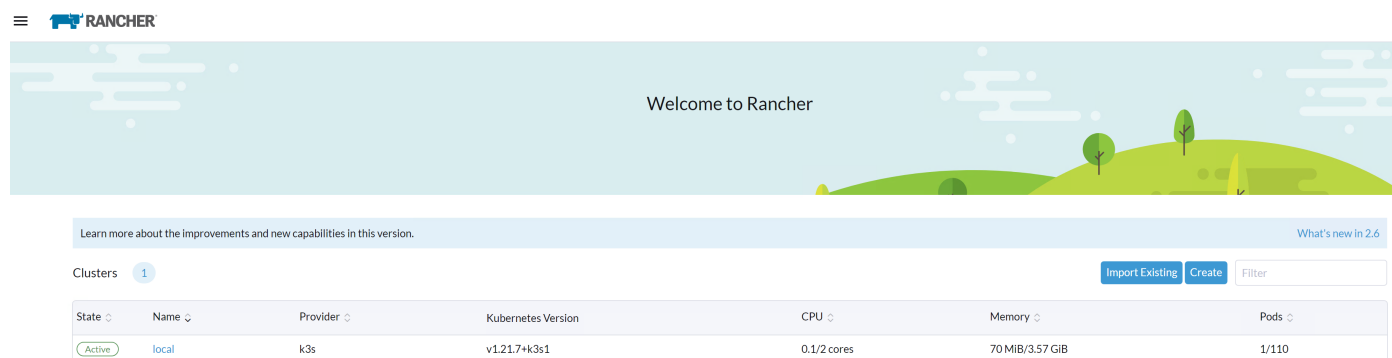 RANCHER
Welcome to Rancher
Learn more about the improvements and new capabilities in this version. What's new in 2.6
Clusters 1 Import Existing Create Filter
State Name Provider Kubernetes Version CPU Memory Pods
Active local k3s v1.21.7+k3s1 0.1/2 cores 70 MiB/3.57 GiB 1/110